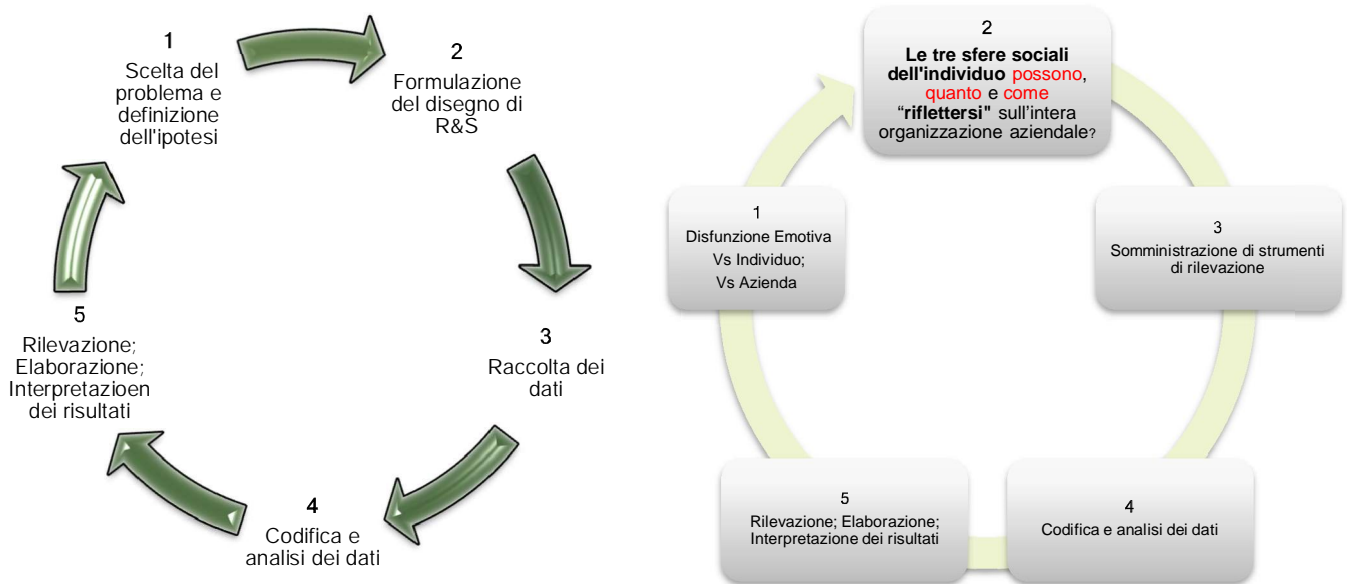 1
Scelta del
problema e
definizione
dell'ipotesi
2
Formulazione
del disegno di
R&S
3
Raccolta dei
dati
4
Codifica e
analisi dei dati
5
Rilevazione;
Elaborazione;
Interpretazioen
dei risultati
2
Le tre sfere sociali
dell'individuo possono,
quanto e come
“riflettersi" sull’intera
organizzazione aziendale?
3
Somministrazione di strumenti
di rilevazione
4
Codifica e analisi dei dati
5
Rilevazione; Elaborazione;
Interpretazione dei risultati
1
Disfunzione Emotiva
Vs Individuo;
Vs Azienda